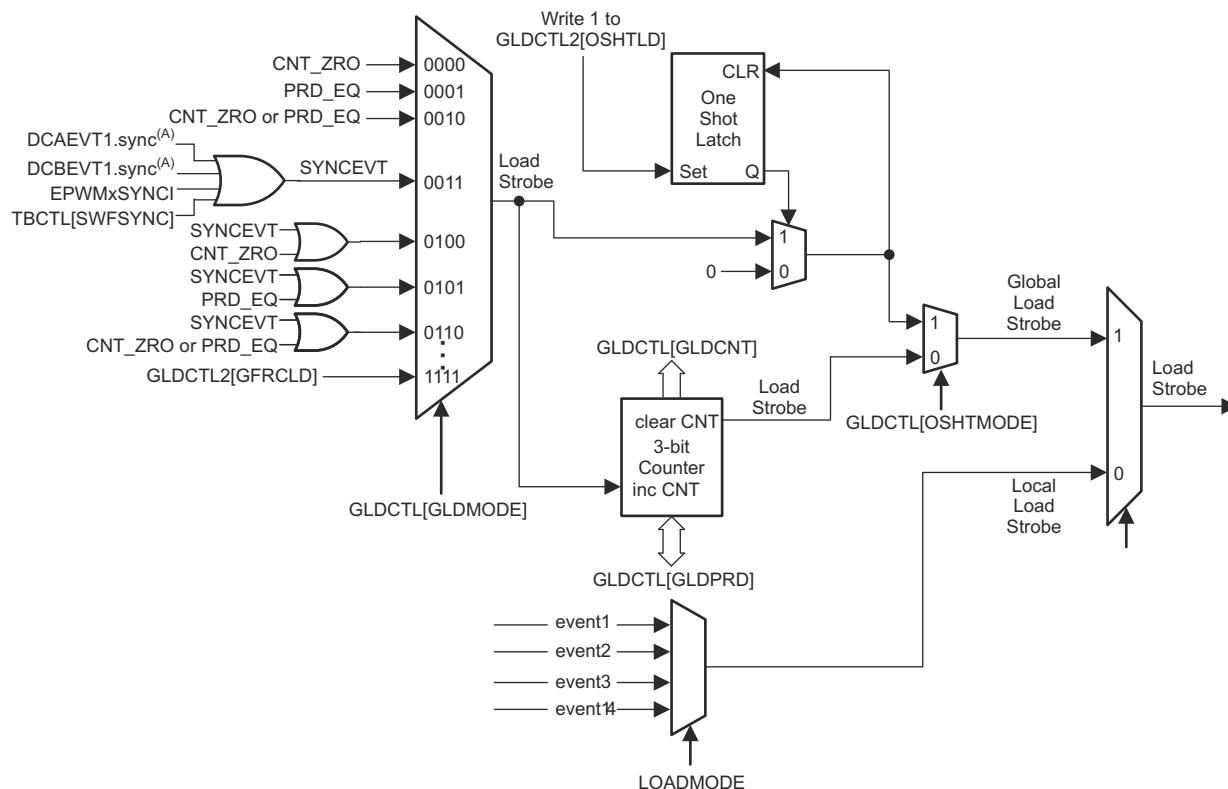 Write 1 to
GLDCTL2[OSHTLD]
CNT_ZRO
0000
PRD_EQ
0001
CNT_ZRO or PRD_EQ
0010
DCAEVT1.sync(A)
DCBEVT1.sync(A)
EPWMxSYNCI
TBCTL[SWFSYNC]
SYNCEVT
0011
SYNCEVT
CNT_ZRO
0100
SYNCEVT
PRD_EQ
0101
SYNCEVT
CNT_ZRO or PRD_EQ
0110
GLDCTL2[GFRCLD]
1111
GLDCTL[GLDMODE]
Load
Strobe
CLR
One
Shot
Latch
Set
Q
1
0
0
GLDCTL[GLDCNT]
clear CNT
3-bit
Counter
inc CNT
GLDCTL[GLDPRD]
Load
Strobe
1
0
GLDCTL[OSHTMODE]
Global
Load
Strobe
1
0
Local
Load
Strobe
Load
Strobe
event1
event2
event3
event14
LOADMODE